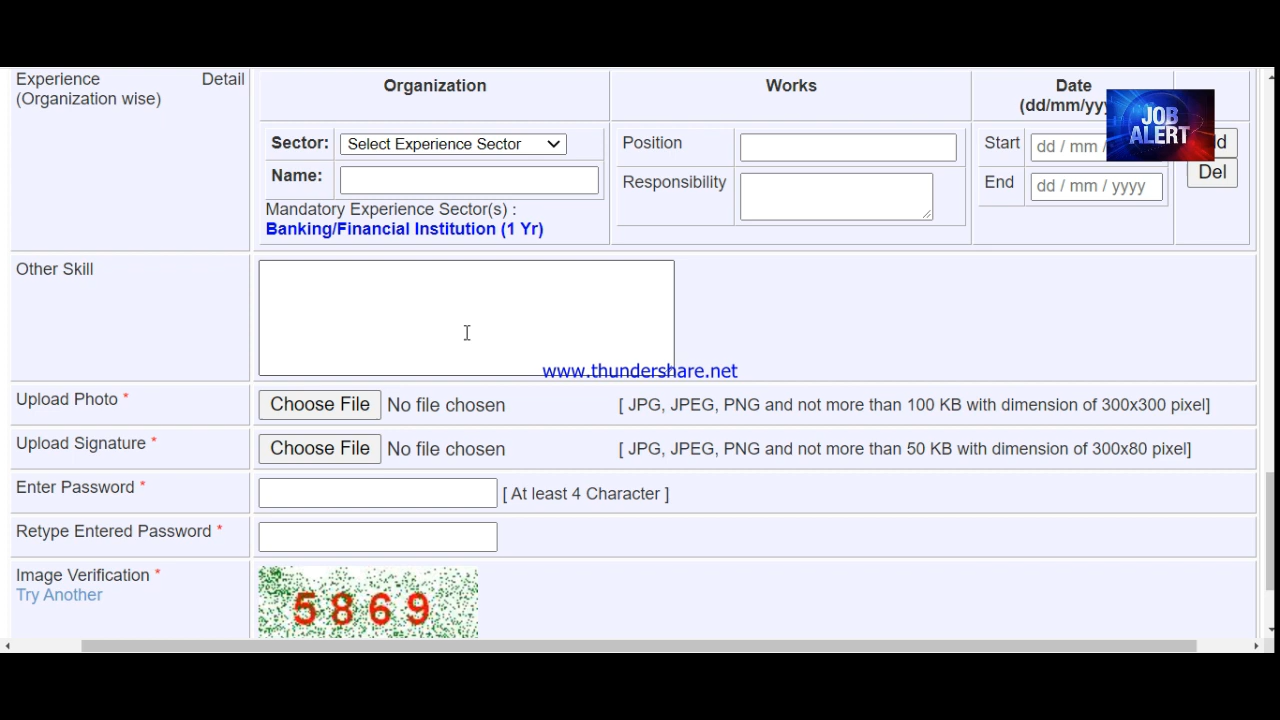 Experience Detail
(Organization wise)
Organization
Works
Date
(dd/mm/yy
JOB
ALERT
Sector: Select Experience Sector
Name:
Mandatory Experience Sector(s) :
Banking/Financial Institution (1 Yr)
Position
Responsibility
Start dd / mm /
End dd / mm / yyyy
Del
Other Skill
www.thundershare.net
Upload Photo * Choose File No file chosen [ JPG, JPEG, PNG and not more than 100 KB with dimension of 300x300 pixel]
Upload Signature * Choose File No file chosen [ JPG, JPEG, PNG and not more than 50 KB with dimension of 300x80 pixel]
Enter Password * [ At least 4 Character ]
Retype Entered Password *
Image Verification *
Try Another
5869